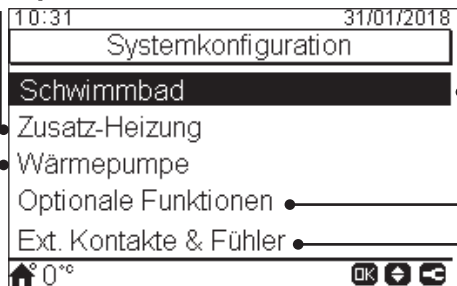 10:31 31/01/2018
Systemkonfiguration
Schwimmbad
Zusatz-Heizung
Wärmepumpe
Optionale Funktionen
Ext. Kontakte & Fühler
0°C OK